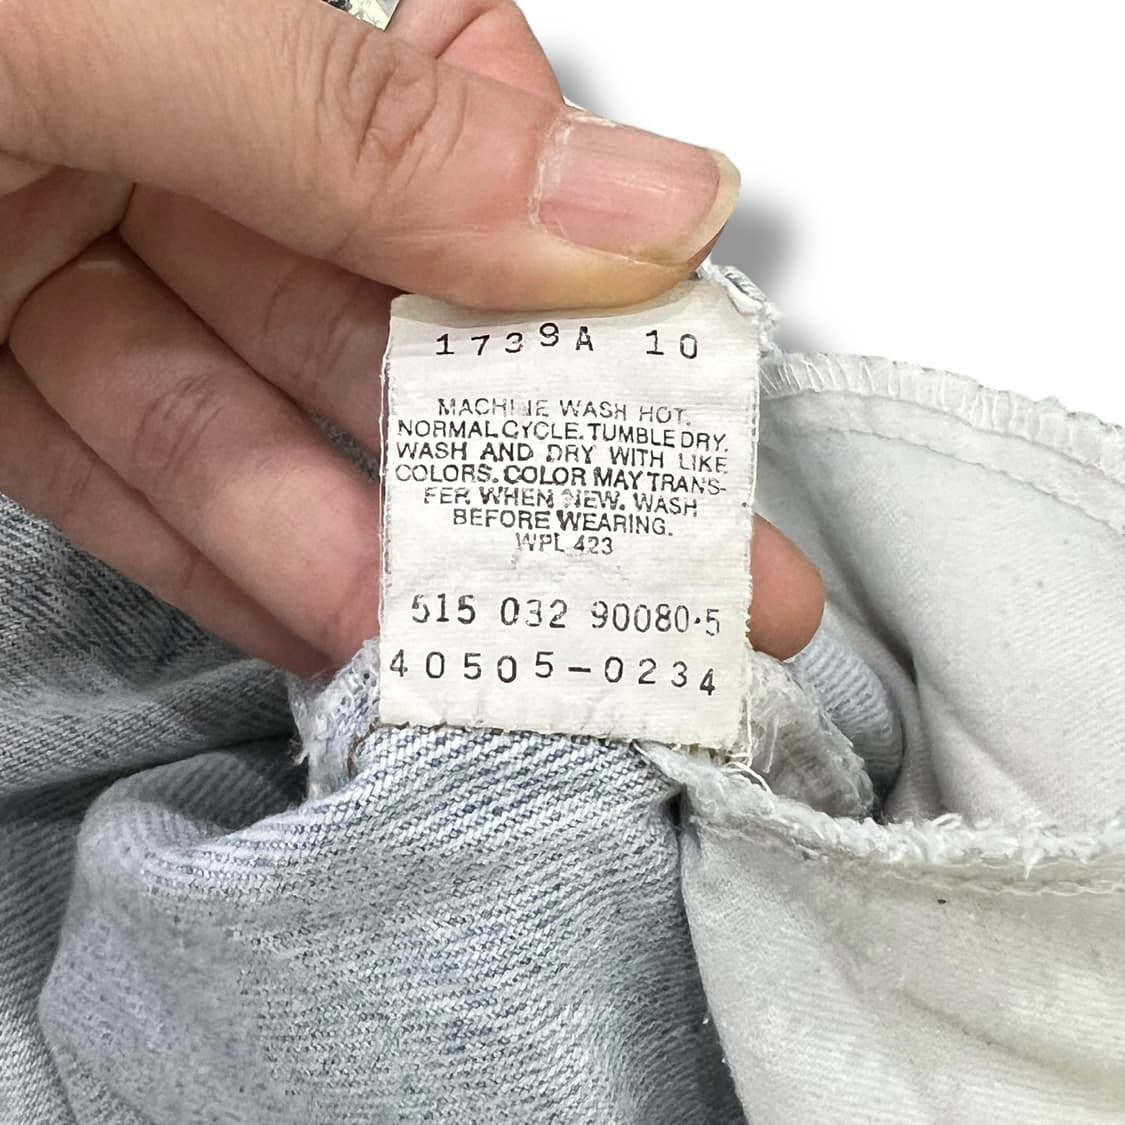 1739A 10
MACHINE WASH HOT.
NORMAL CYCLE. TUMBLE DRY.
WASH AND DRY WITH LIKE
COLORS. COLOR MAY TRANS-
FER WHEN NEW. WASH
BEFORE WEARING.
WPL 423
515 032 90080·5
40505-0234